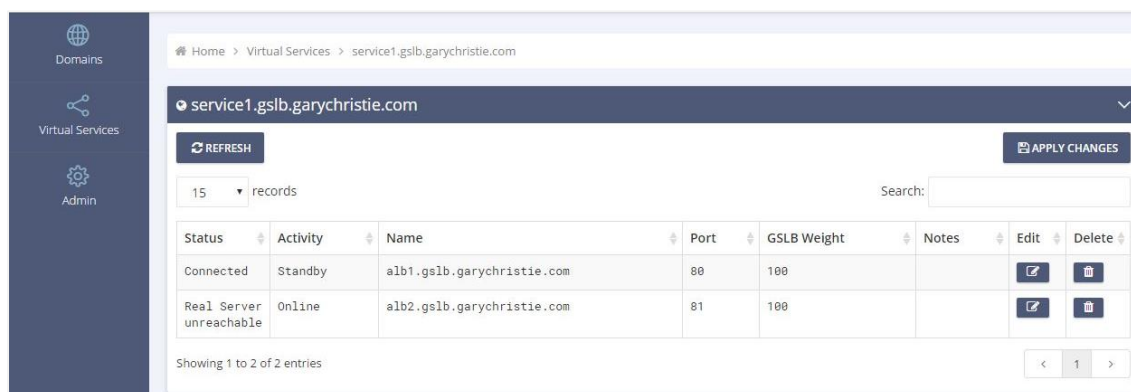 Domains
Home > Virtual Services > service1.gslb.garychristie.com
Virtual Services
service1.gslb.garychristie.com
REFRESH
APPLY CHANGES
Admin
15 records
Search:
Status Activity Name Port GSLB Weight Notes Edit Delete
Connected Standby alb1.gslb.garychristie.com 80 100
Real Server Online alb2.gslb.garychristie.com 81 100
unreachable
Showing 1 to 2 of 2 entries
< 1 >